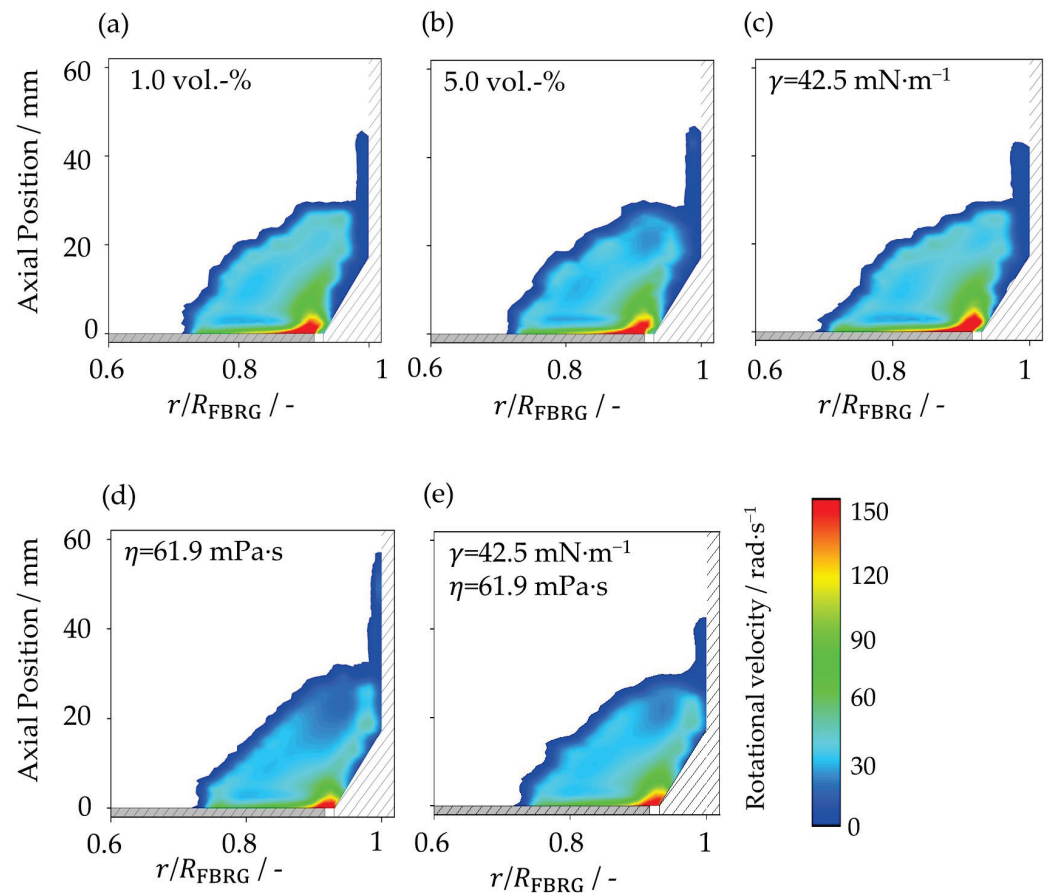 (a)
(b)
(c)
Axial Position / mm
60
40
20
0
1.0 vol.-%
5.0 vol.-%
γ=42.5 mN·m⁻¹
0.6 0.8 1
0.6 0.8 1
0.6 0.8 1
r/R_FBRG / -
r/R_FBRG / -
r/R_FBRG / -
(d)
(e)
Axial Position / mm
60
40
20
0
η=61.9 mPa·s
γ=42.5 mN·m⁻¹
η=61.9 mPa·s
0.6 0.8 1
0.6 0.8 1
r/R_FBRG / -
r/R_FBRG / -
Rotational velocity / rad·s⁻¹
150
120
90
60
30
0